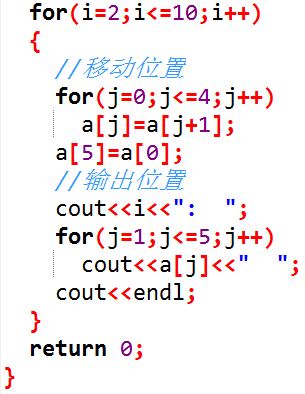 for(i=2;i<=10;i++)
{
//移动位置
for(j=0;j<=4;j++)
a[j]=a[j+1];
a[5]=a[0];
//输出位置
cout<<i<<":  ";
for(j=1;j<=5;j++)
cout<<a[j]<<"  ";
cout<<endl;
}
return 0;
}